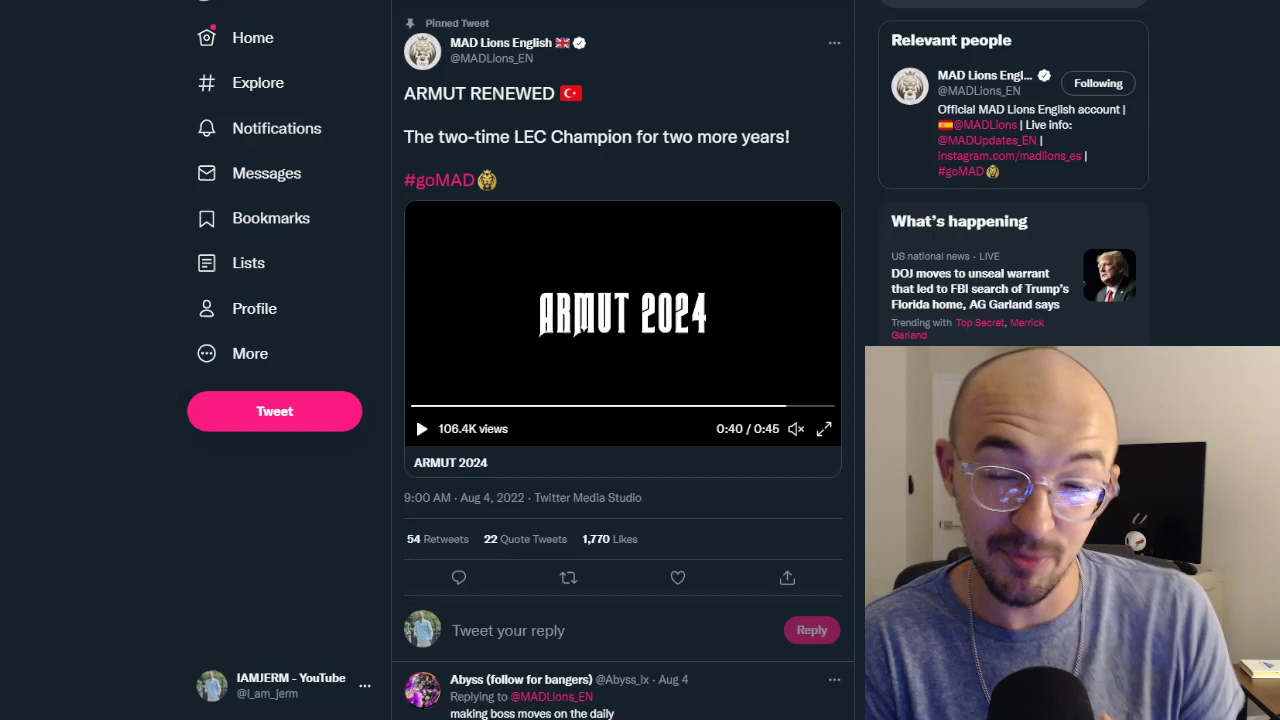 Home
Explore
Notifications
Messages
Bookmarks
Lists
Profile
More
Tweet
IAMJERM - YouTube
@I_am_jerm
Pinned Tweet
MAD Lions English
@MADLions_EN
ARMUT RENEWED
The two-time LEC Champion for two more years!
#goMAD
ARMUT 2024
106.4K views
0:40 / 0:45
ARMUT 2024
9:00 AM · Aug 4, 2022 · Twitter Media Studio
54 Retweets 22 Quote Tweets 1,770 Likes
Tweet your reply
Reply
Abyss (follow for bangers) @Abyss_lx · Aug 4
Replying to @MADLions_EN
making boss moves on the daily
Relevant people
MAD Lions Engl...
@MADLions_EN
Following
Official MAD Lions English account |
@MADLions | Live info:
@MADUpdates_EN |
instagram.com/madlions_es |
#goMAD
What's happening
US national news · LIVE
DOJ moves to unseal warrant
that led to FBI search of Trump's
Florida home, AG Garland says
Trending with Top Secret, Merrick
Garland